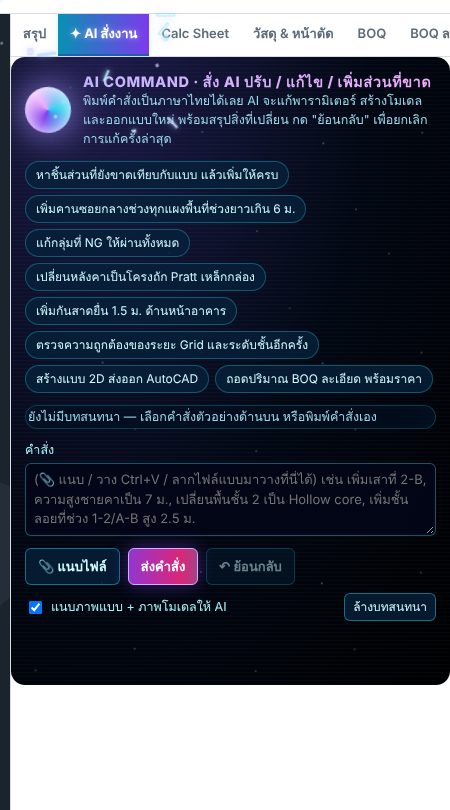 สรุป ✦ AI สั่งงาน Calc Sheet วัสดุ & หน้าตัด BOQ BOQ ล
AI COMMAND · สั่ง AI ปรับ / แก้ไข / เพิ่มส่วนที่ขาด
พิมพ์คำสั่งเป็นภาษาไทยได้เลย AI จะแก้พารามิเตอร์ สร้างโมเดล
และออกแบบใหม่ พร้อมสรุปสิ่งที่เปลี่ยน กด "ย้อนกลับ" เพื่อยกเลิก
การแก้ครั้งล่าสุด
หาชิ้นส่วนที่ยังขาดเทียบกับแบบ แล้วเพิ่มให้ครบ
เพิ่มคานซอยกลางช่วงทุกแผงพื้นที่ช่วงยาวเกิน 6 ม.
แก้กลุ่มที่ NG ให้ผ่านทั้งหมด
เปลี่ยนหลังคาเป็นโครงถัก Pratt เหล็กกล่อง
เพิ่มกันสาดยื่น 1.5 ม. ด้านหน้าอาคาร
ตรวจความถูกต้องของระยะ Grid และระดับชั้นอีกครั้ง
สร้างแบบ 2D ส่งออก AutoCAD ถอดปริมาณ BOQ ละเอียด พร้อมราคา
ยังไม่มีบทสนทนา — เลือกคำสั่งตัวอย่างด้านบน หรือพิมพ์คำสั่งเอง
คำสั่ง
(📎 แนบ / วาง Ctrl+V / ลากไฟล์แบบมาวางที่นี่ได้) เช่น เพิ่มเสาที่ 2-B,
ความสูงชายคาเป็น 7 ม., เปลี่ยนพื้นชั้น 2 เป็น Hollow core, เพิ่มชั้น
ลอยที่ช่วง 1-2/A-B สูง 2.5 ม.
📎 แนบไฟล์ ส่งคำสั่ง ↶ ย้อนกลับ
แนบภาพแบบ + ภาพโมเดลให้ AI ล้างบทสนทนา